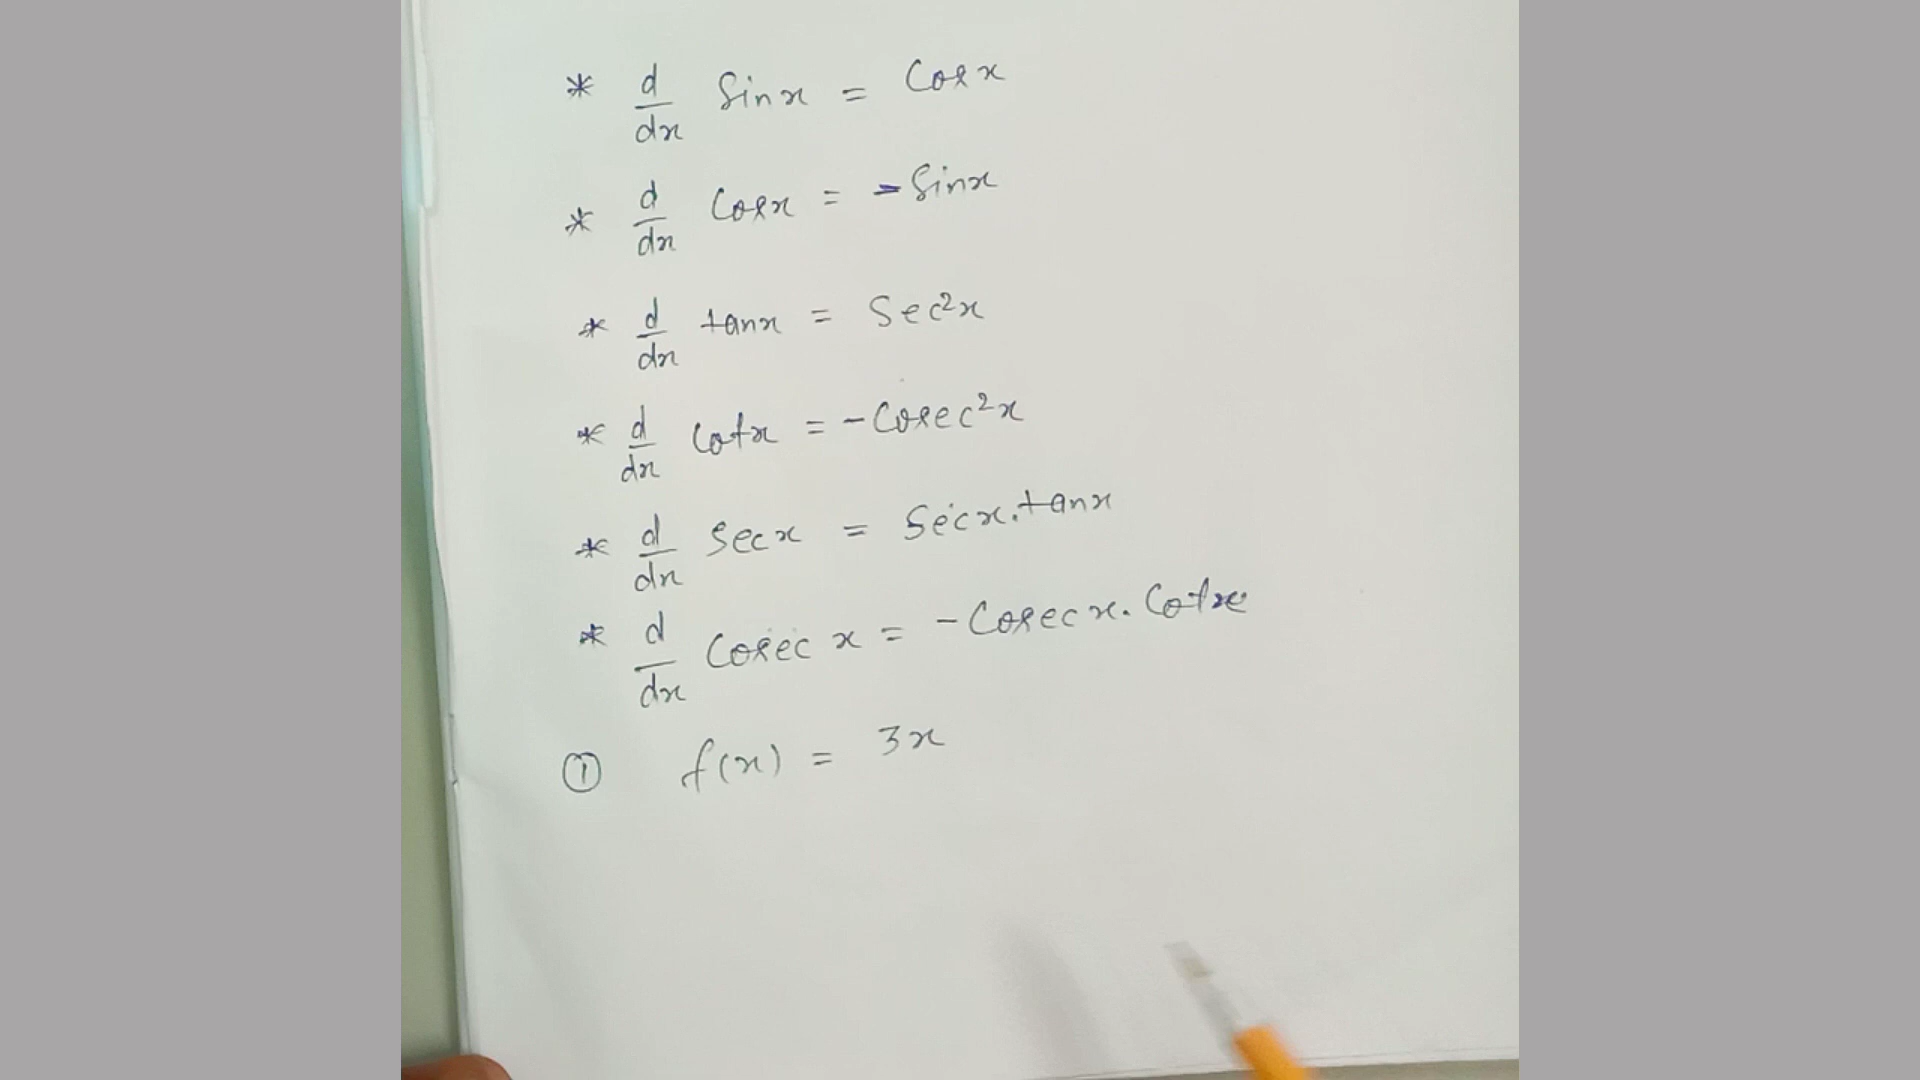 * d/dx Sinx = Cosx
* d/dx Cosx = -Sinx
* d/dx tanx = Sec²x
* d/dx Cotx = -Cosec²x
* d/dx Secx = Secx.tanx
* d/dx Cosec x = -Cosec x. Cotx
① f(x) = 3x